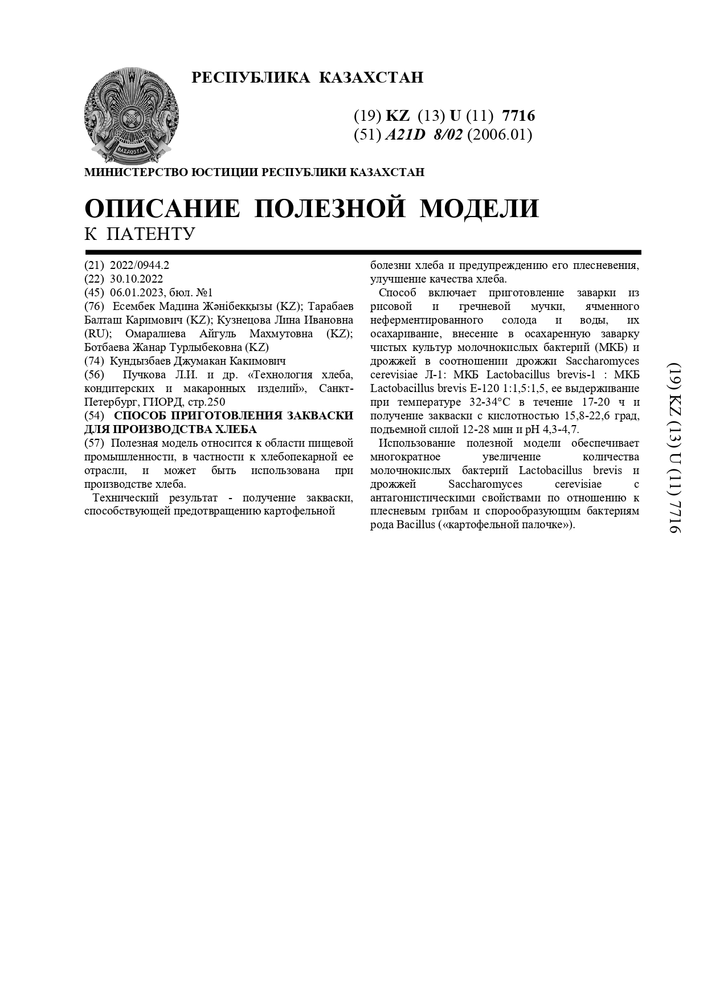 РЕСПУБЛИКА КАЗАХСТАН
(19) KZ (13) U (11) 7716
(51) A21D 8/02 (2006.01)
QAZAQSTAN
МИНИСТЕРСТВО ЮСТИЦИИ РЕСПУБЛИКИ КАЗАХСТАН
ОПИСАНИЕ ПОЛЕЗНОЙ МОДЕЛИ
К ПАТЕНТУ
(21) 2022/0944.2
(22) 30.10.2022
(45) 06.01.2023, бюл. №1
(76) Есембек Мадина Жәнібекқызы (KZ); Тарабаев
Балташ Каримович (KZ); Кузнецова Лина Ивановна
(RU); Омаралиева Айгуль Махмутовна (KZ);
Ботбаева Жанар Турлыбековна (KZ)
(74) Кундызбаев Джумакан Какимович
(56) Пучкова Л.И. и др. «Технология хлеба,
кондитерских и макаронных изделий», Санкт-
Петербург, ГИОРД, стр.250
(54) СПОСОБ ПРИГОТОВЛЕНИЯ ЗАКВАСКИ
ДЛЯ ПРОИЗВОДСТВА ХЛЕБА
(57) Полезная модель относится к области пищевой
промышленности, в частности к хлебопекарной ее
отрасли, и может быть использована при
производстве хлеба.
Технический результат - получение закваски,
способствующей предотвращению картофельной
болезни хлеба и предупреждению его плесневения,
улучшение качества хлеба.
Способ включает приготовление заварки из
рисовой и гречневой мучки, ячменного
неферментированного солода и воды, их
осахаривание, внесение в осахаренную заварку
чистых культур молочнокислых бактерий (МКБ) и
дрожжей в соотношении дрожжи Saccharomyces
cerevisiae Л-1: МКБ Lactobacillus brevis-1 : МКБ
Lactobacillus brevis E-120 1:1,5:1,5, ее выдерживание
при температуре 32-34°C в течение 17-20 ч и
получение закваски с кислотностью 15,8-22,6 град,
подъемной силой 12-28 мин и рН 4,3-4,7.
Использование полезной модели обеспечивает
многократное увеличение количества
молочнокислых бактерий Lactobacillus brevis и
дрожжей Saccharomyces cerevisiae с
антагонистическими свойствами по отношению к
плесневым грибам и спорообразующим бактериям
рода Bacillus («картофельной палочке»).
(19) KZ (13) U (11) 7716